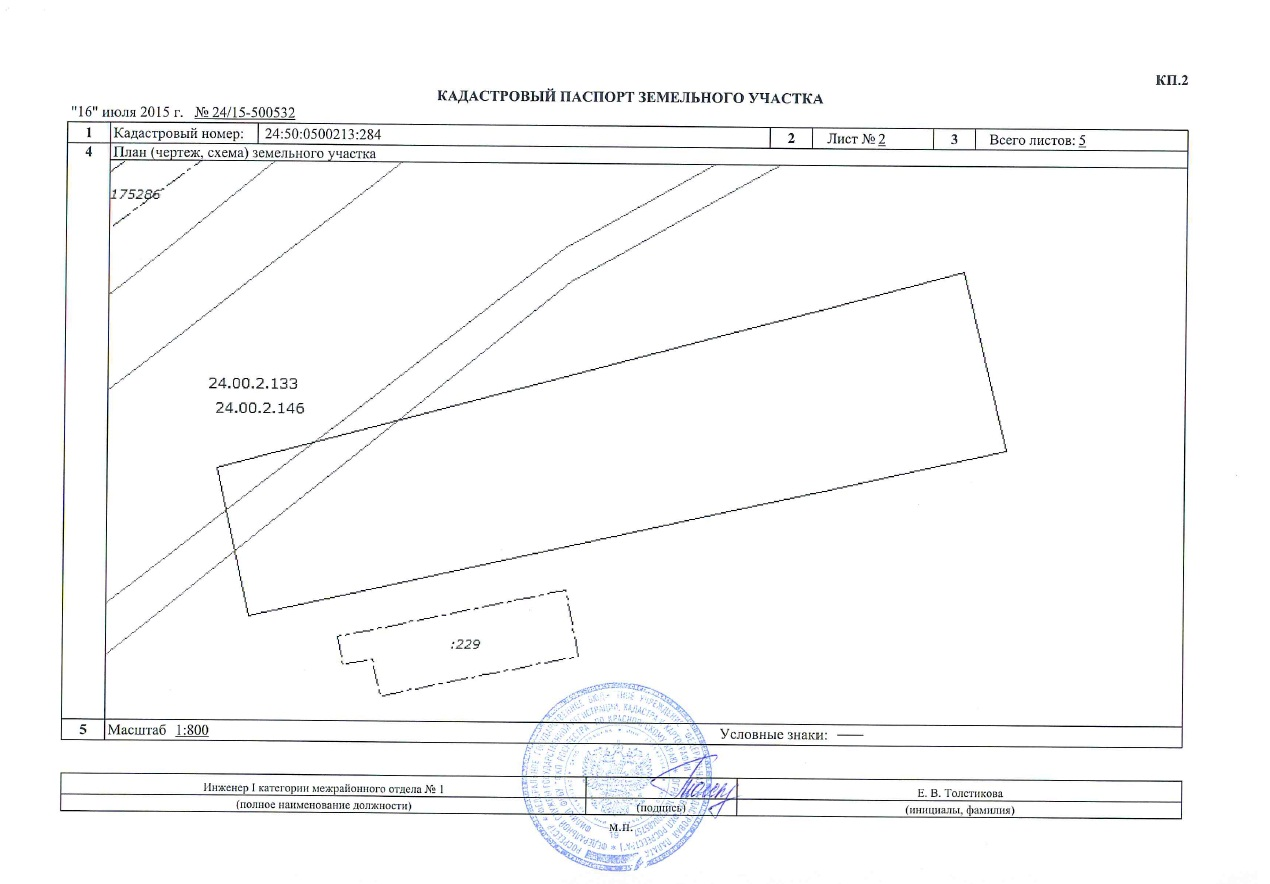 КП.2
КАДАСТРОВЫЙ ПАСПОРТ ЗЕМЕЛЬНОГО УЧАСТКА
"16" июля 2015 г. № 24/15-500532
1 Кадастровый номер: 24:50:0500213:284 2 Лист № 2 3 Всего листов: 5
4 План (чертеж, схема) земельного участка
175286
24.00.2.133
24.00.2.146
:229
5 Масштаб 1:800 Условные знаки:
Инженер I категории межрайонного отдела № 1 Е. В. Толстикова
(полное наименование должности) (подпись) (инициалы, фамилия)
М.П.